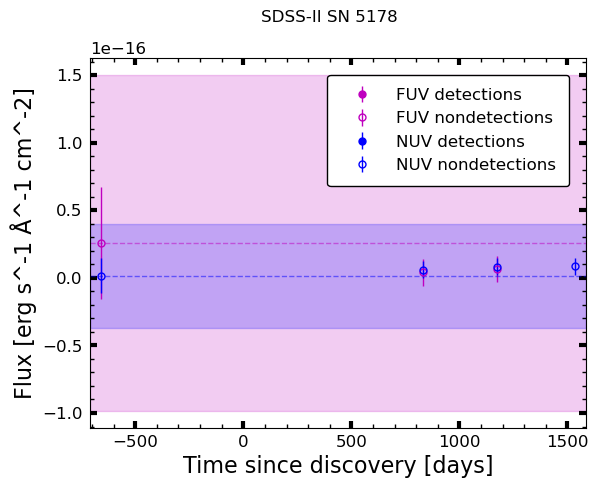 SDSS-II SN 5178
1e−16
FUV detections
FUV nondetections
NUV detections
NUV nondetections
1.5
1.0
0.5
0.0
−0.5
−1.0
Flux [erg s^-1 Å^-1 cm^-2]
−500 0 500 1000 1500
Time since discovery [days]